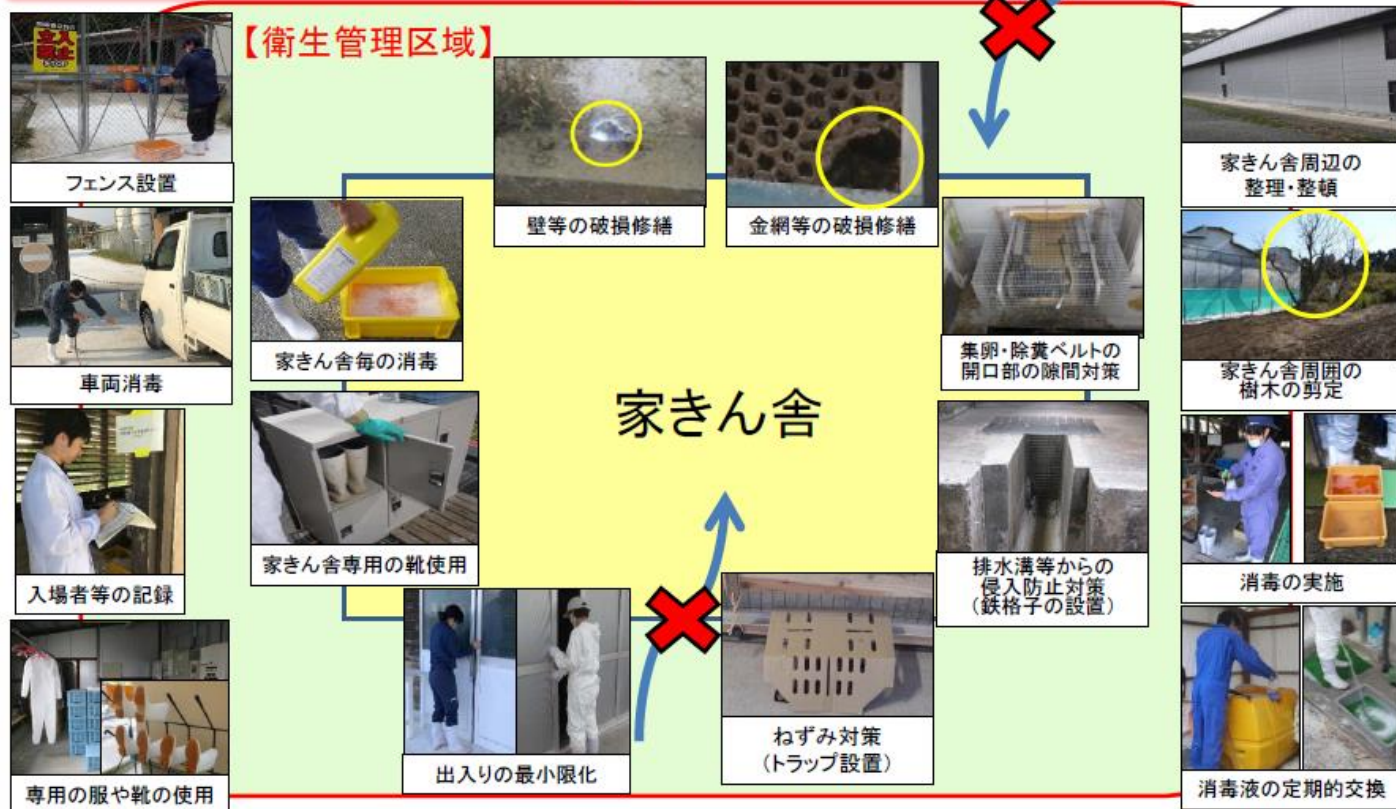 【衛生管理区域】
立入
禁止
フェンス設置
車両消毒
入場者等の記録
専用の服や靴の使用
壁等の破損修繕
金網等の破損修繕
家きん舎毎の消毒
家きん舎専用の靴使用
家きん舎
集卵・除糞ベルトの
開口部の隙間対策
排水溝等からの
侵入防止対策
（鉄格子の設置）
出入りの最小限化
ねずみ対策
（トラップ設置）
家きん舎周辺の
整理・整頓
家きん舎周囲の
樹木の剪定
消毒の実施
消毒液の定期的交換